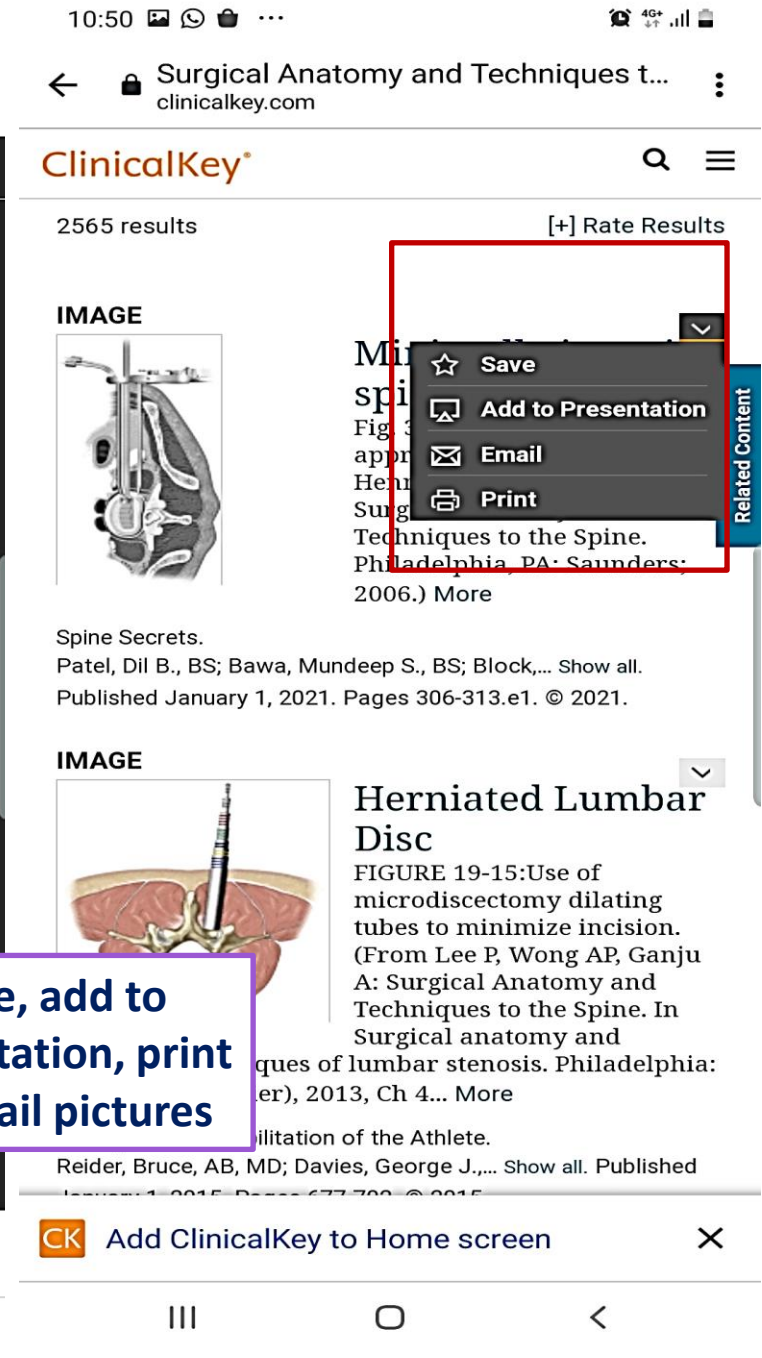 10:50 ...
4G+
Surgical Anatomy and Techniques t...
clinicalkey.com
ClinicalKey®
2565 results
[+] Rate Results
IMAGE
Save
Add to Presentation
Email
Print
Related Content
Fig.
Techniques to the Spine.
Philadelphia, PA: Saunders;
2006.) More
Spine Secrets.
Patel, Dil B., BS; Bawa, Mundeep S., BS; Block,... Show all.
Published January 1, 2021. Pages 306-313.e1. © 2021.
IMAGE
Herniated Lumbar
Disc
FIGURE 19-15:Use of
microdiscectomy dilating
tubes to minimize incision.
(From Lee P, Wong AP, Ganju
A: Surgical Anatomy and
Techniques to the Spine. In
Surgical anatomy and
ques of lumbar stenosis. Philadelphia:
er), 2013, Ch 4... More
e, add to
tation, print
ail pictures
ilitation of the Athlete.
Reider, Bruce, AB, MD; Davies, George J.,... Show all. Published
CK Add ClinicalKey to Home screen